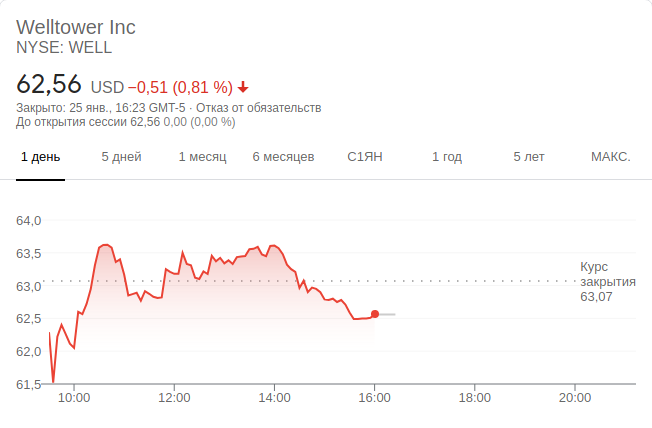 Welltower Inc
NYSE: WELL
62,56 USD −0,51 (0,81 %)
Закрыто: 25 янв., 16:23 GMT-5 · Отказ от обязательств
До открытия сессии 62,56 0,00 (0,00 %)
1 день 5 дней 1 месяц 6 месяцев С1ЯН 1 год 5 лет МАКС.
64,0
63,5
Курс
закрытия
63,07
63,0
62,5
62,0
61,5
10:00 12:00 14:00 16:00 18:00 20:00